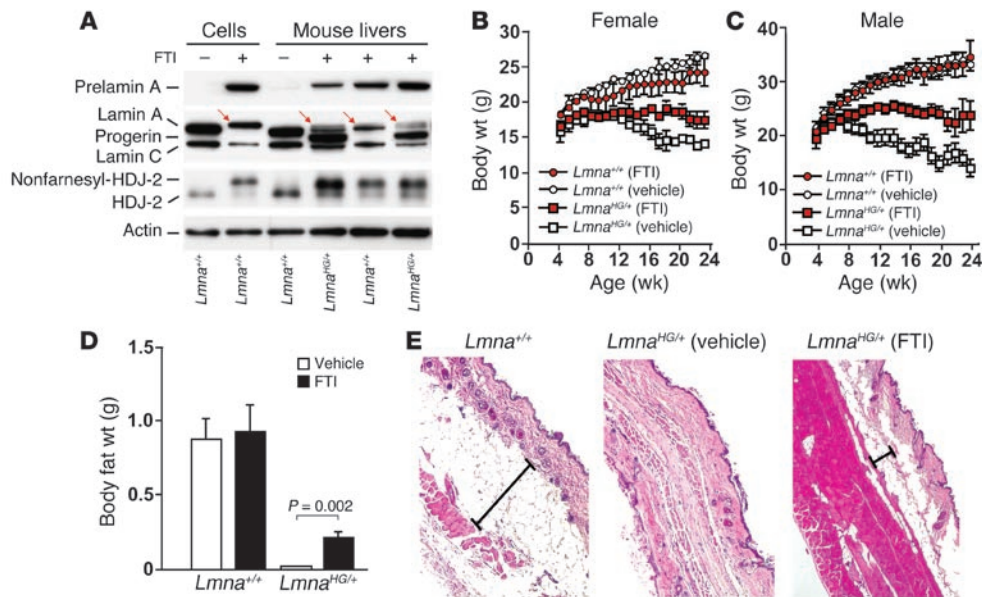 A
Cells Mouse livers
FTI – + – + + +
Prelamin A
Lamin A
Progerin
Lamin C
Nonfarnesyl-HDJ-2
HDJ-2
Actin
Lmna+/+ Lmna+/+ Lmna+/+ LmnaHG/+ Lmna+/+ LmnaHG/+
B
Female
Body wt (g)
30
25
20
15
10
5
0
Lmna+/+ (FTI)
Lmna+/+ (vehicle)
LmnaHG/+ (FTI)
LmnaHG/+ (vehicle)
0 4 8 12 16 20 24
Age (wk)
C
Male
Body wt (g)
40
30
20
10
0
Lmna+/+ (FTI)
Lmna+/+ (vehicle)
LmnaHG/+ (FTI)
LmnaHG/+ (vehicle)
0 4 8 12 16 20 24
Age (wk)
D
Body fat wt (g)
1.5
1.0
0.5
0
Vehicle
FTI
P = 0.002
Lmna+/+ LmnaHG/+
E
Lmna+/+ LmnaHG/+ (vehicle) LmnaHG/+ (FTI)